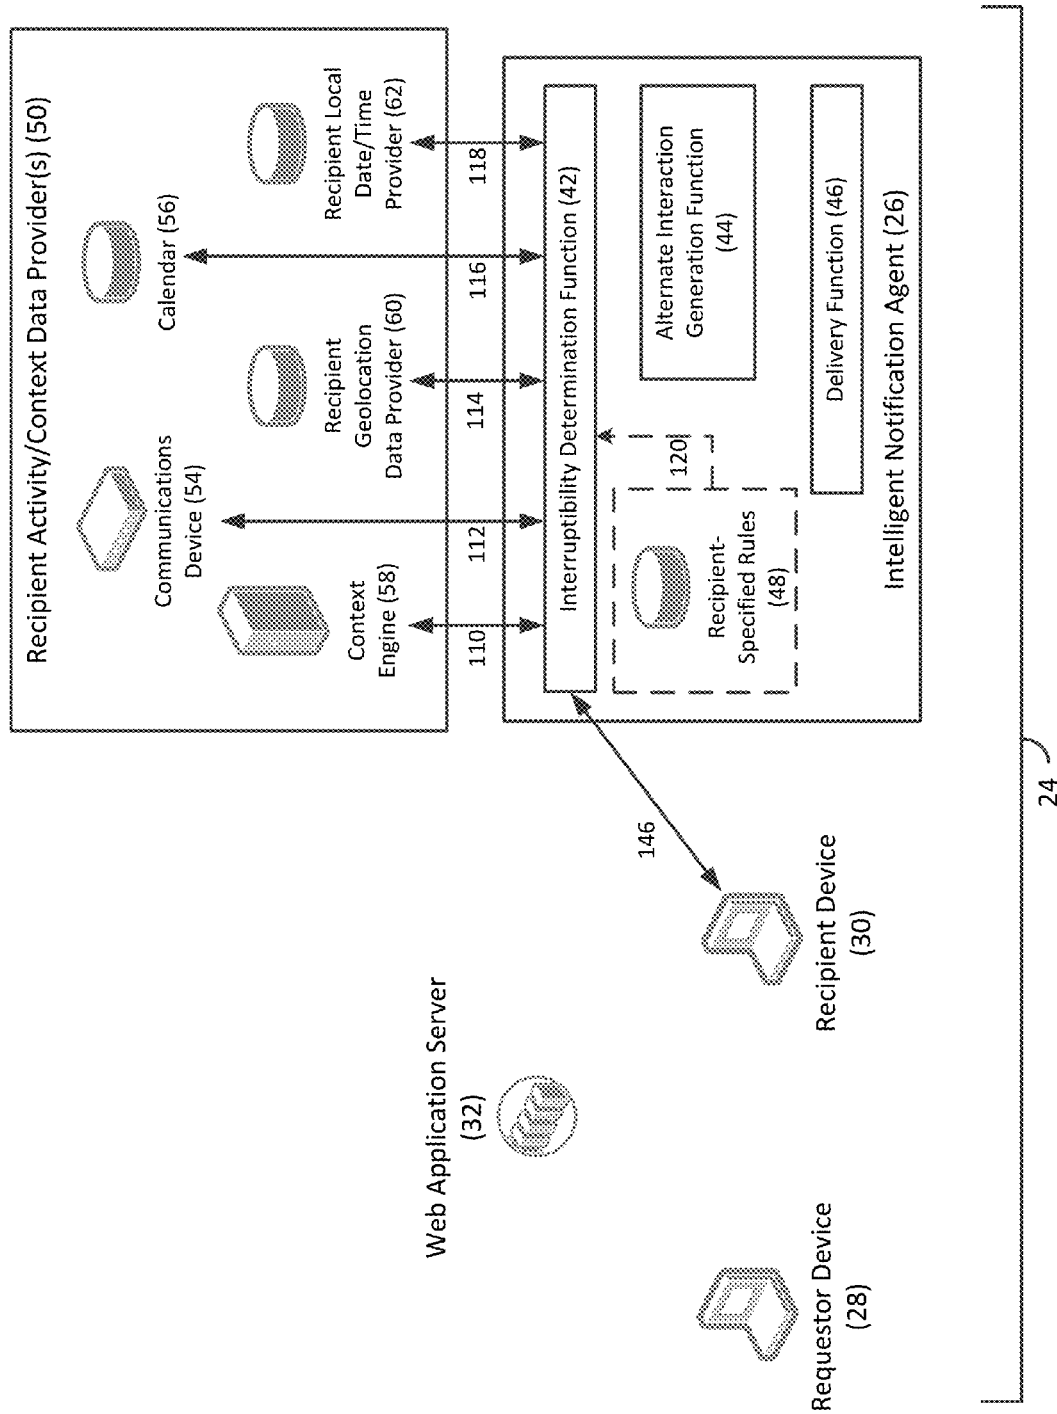 Recipient Activity/Context Data Provider(s) (50)
Communications
Device (54)
Calendar (56)
Context
Engine (58)
Recipient
Geolocation
Data Provider (60)
Recipient Local
Date/Time
Provider (62)
110
112
114
116
118
Interruptibility Determination Function (42)
120
Recipient-
Specified Rules
(48)
Alternate Interaction
Generation Function
(44)
Delivery Function (46)
Intelligent Notification Agent (26)
146
Web Application Server
(32)
Requestor Device
(28)
Recipient Device
(30)
24